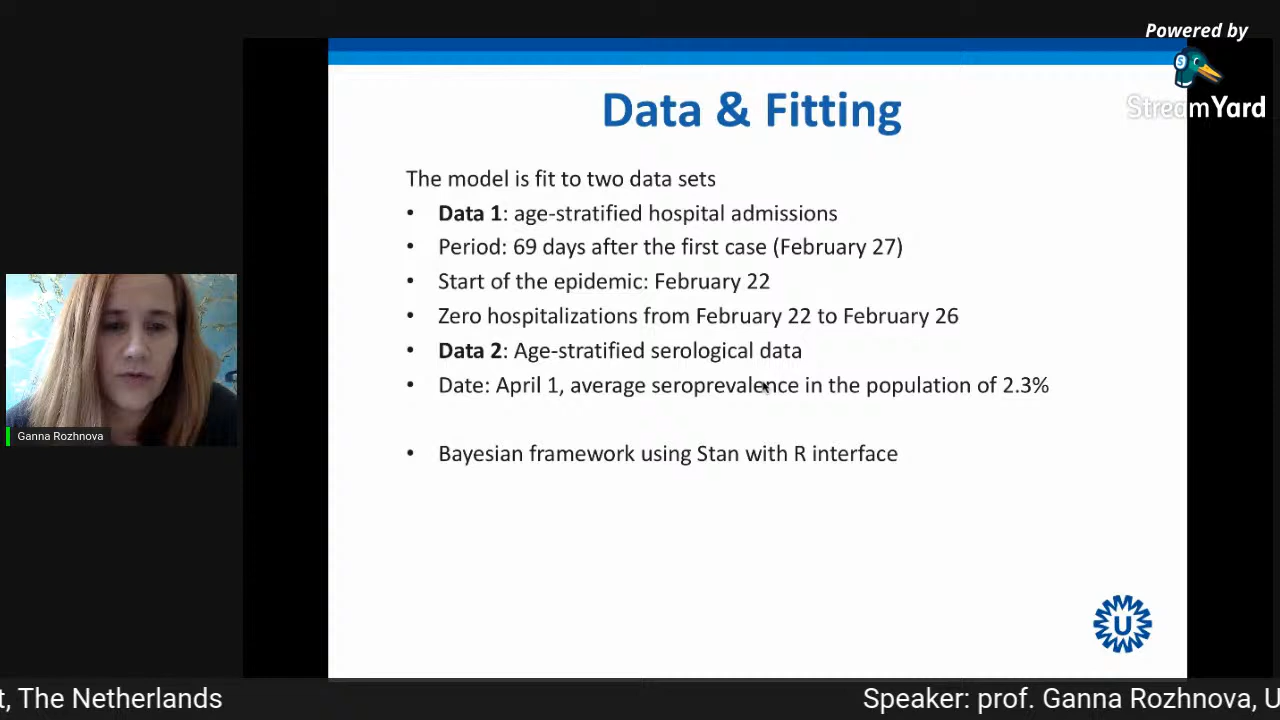 Powered by
StreamYard
Data & Fitting
The model is fit to two data sets
• Data 1: age-stratified hospital admissions
• Period: 69 days after the first case (February 27)
• Start of the epidemic: February 22
• Zero hospitalizations from February 22 to February 26
• Data 2: Age-stratified serological data
• Date: April 1, average seroprevalence in the population of 2.3%
• Bayesian framework using Stan with R interface
Ganna Rozhnova
U
t, The Netherlands
Speaker: prof. Ganna Rozhnova, U